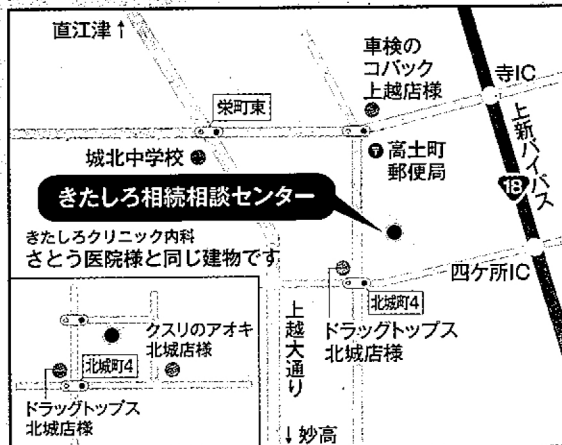 直江津↑
車検の
コバック
上越店様
寺IC
栄町東
上新バイパス
18
城北中学校
高土町
郵便局
きたしろ相続相談センター
きたしろクリニック内科
さとう医院様と同じ建物です
四ケ所IC
北城町4
上越大通り
ドラッグトップス
北城店様
↓妙高
クスリのアオキ
北城店様
北城町4
ドラッグトップス
北城店様